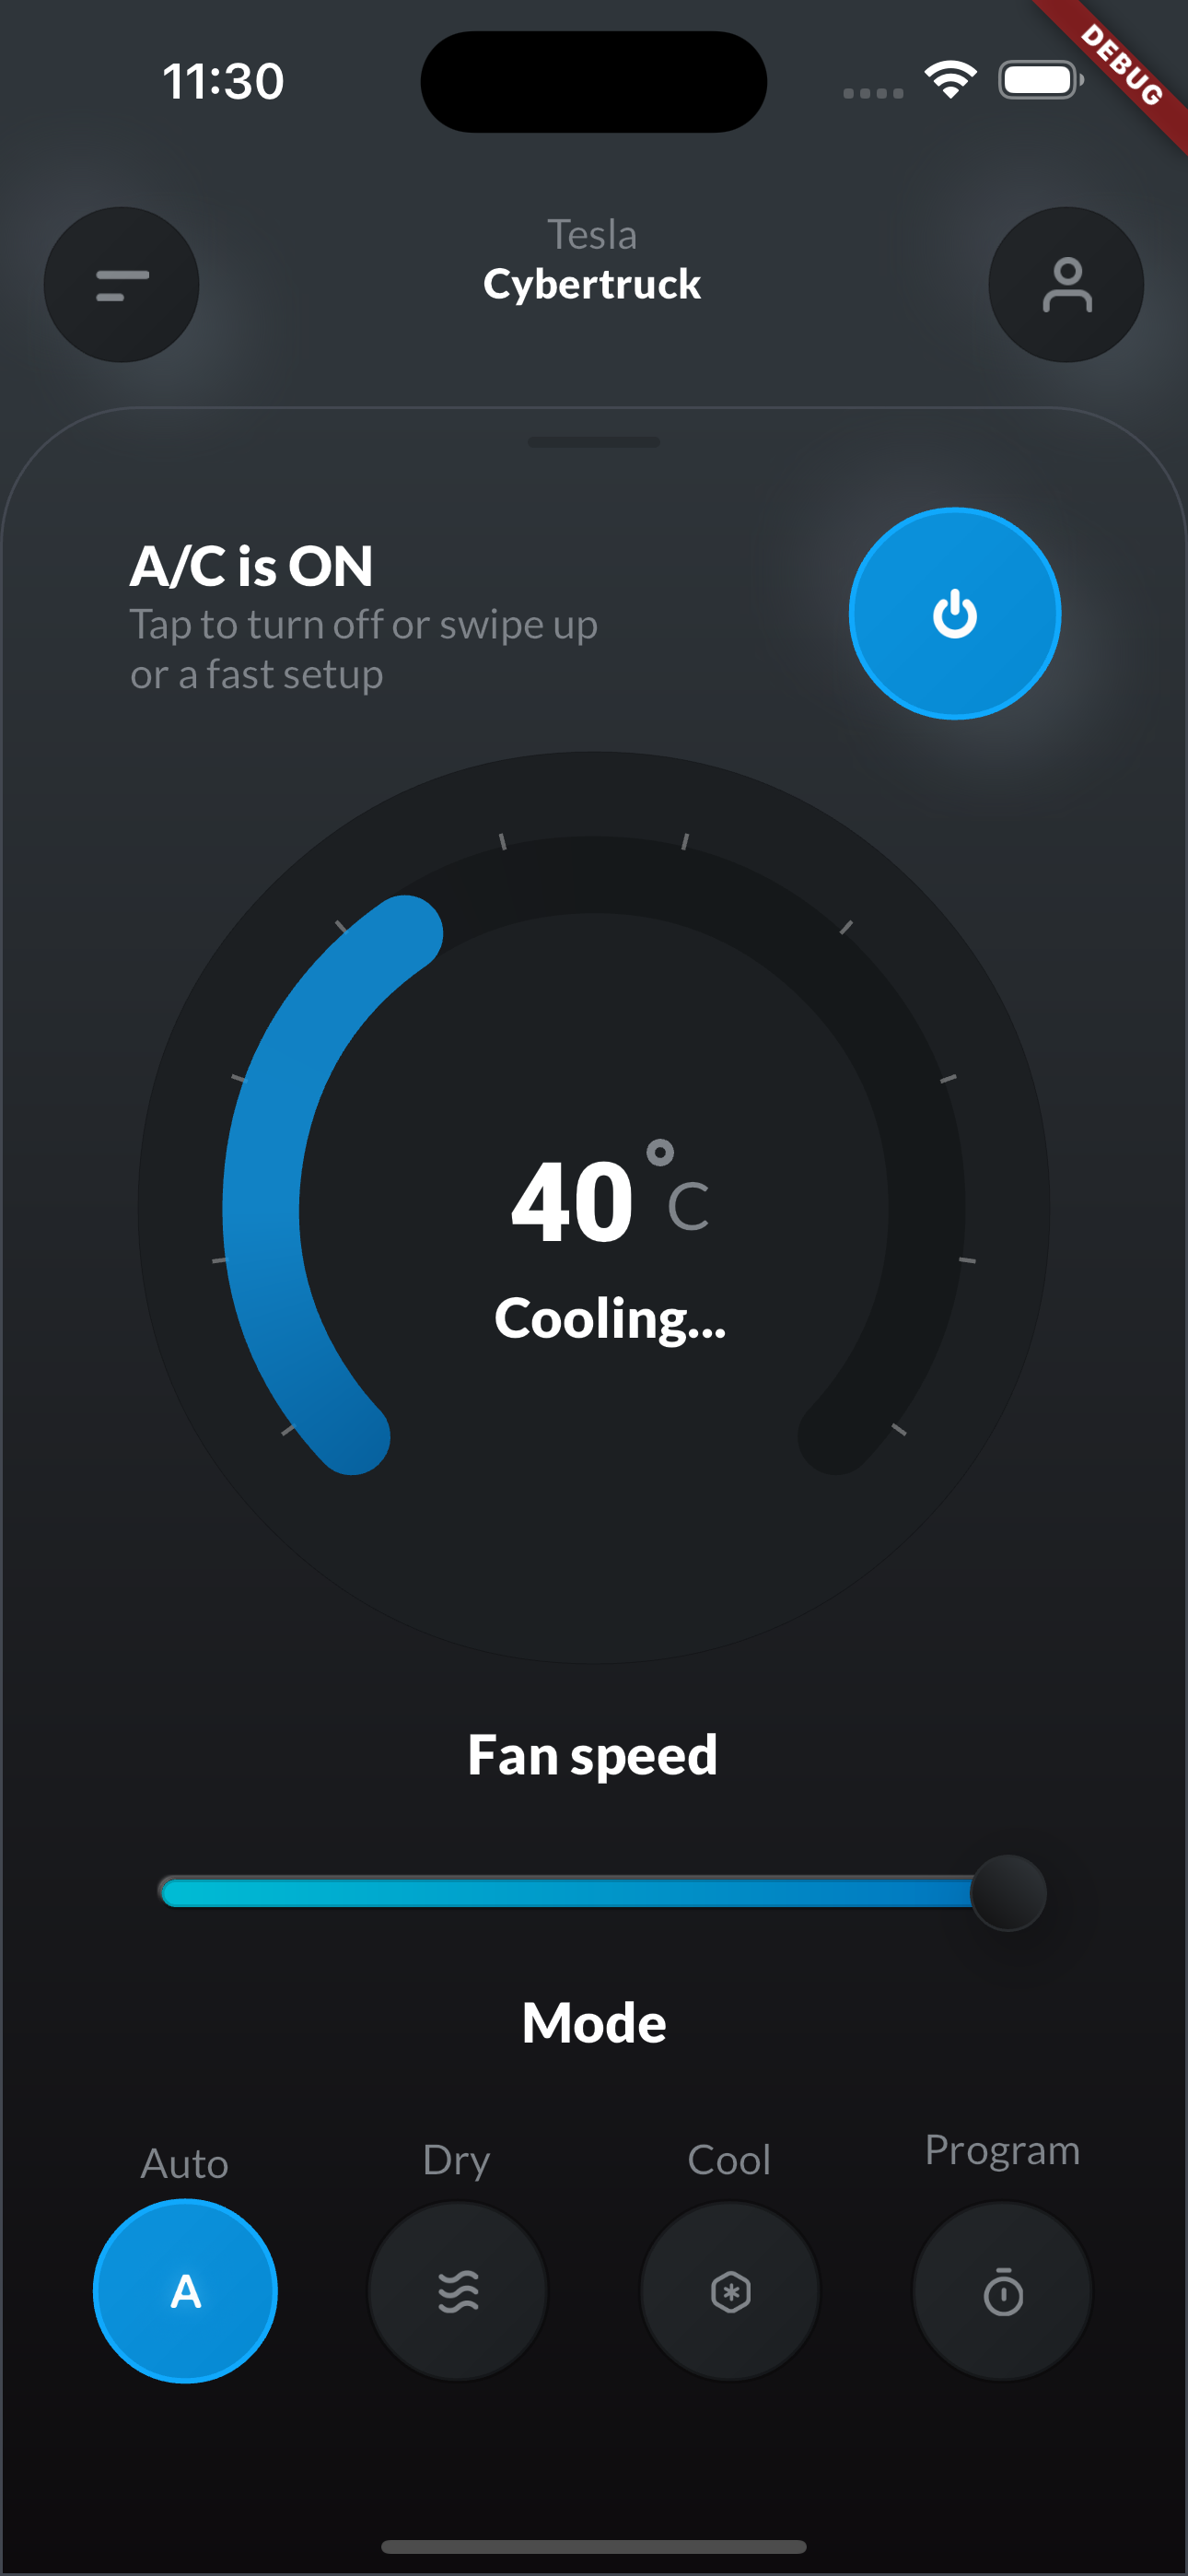 11:30
DEBUG
Tesla
Cybertruck
A/C is ON
Tap to turn off or swipe up
or a fast setup
40 °C
Cooling...
Fan speed
Mode
Auto
Dry
Cool
Program
A